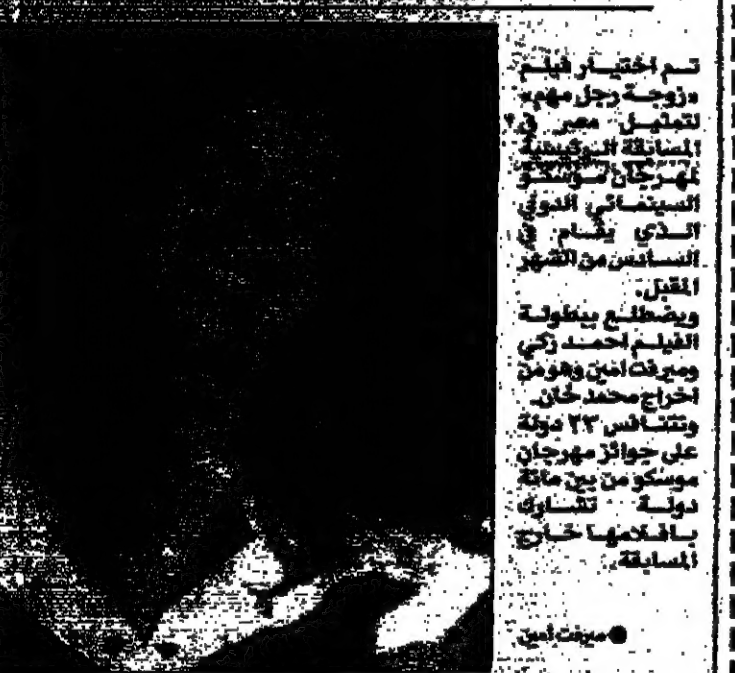 تم اختيار فيلم
«زوجة رجل مهم»
لتمثيل مصر في
المسابقة الرئيسية
لمهرجان موسكو
السينمائي الدولي
الذي يقام في
السادس من الشهر
المقبل.
ويضطلع ببطولة
الفيلم احمد زكي
وميرفت امين وهو من
اخراج محمد خان.
وتتنافس ٢٣ دولة
على جوائز مهرجان
موسكو من بين مائة
دولة تشارك
بافلامها خارج
المسابقة.
● ميرفت أمين